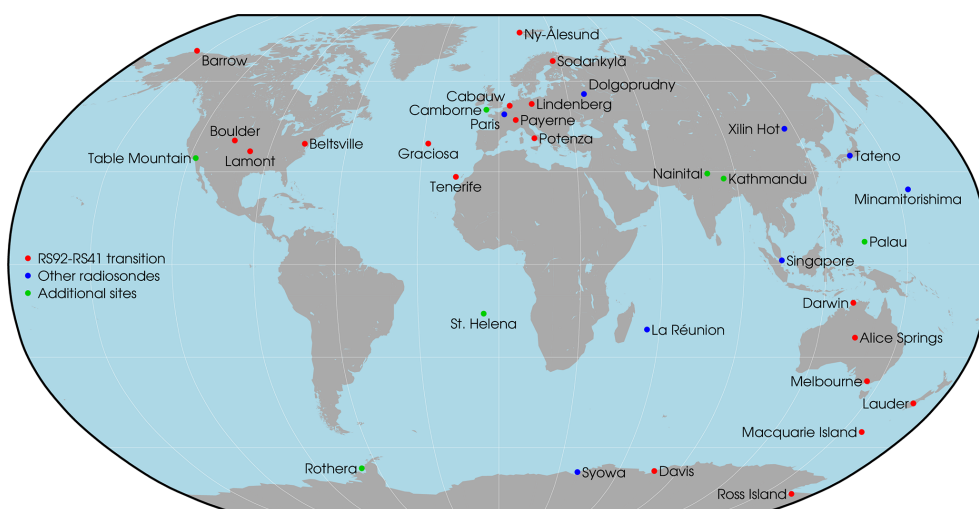 Ny-Ålesund
Barrow
Sodankylä
Dolgoprudny
Cabauw
Lindenberg
Camborne
Paris
Payerne
Xilin Hot
Boulder
Potenza
Beltsville
Table Mountain
Lamont
Graciosa
Tateno
Nainital
Kathmandu
Tenerife
Minamitorishima
Palau
RS92-RS41 transition
Singapore
Other radiosondes
Additional sites
Darwin
St. Helena
La Réunion
Alice Springs
Melbourne
Lauder
Macquarie Island
Rothera
Syowa
Davis
Ross Island